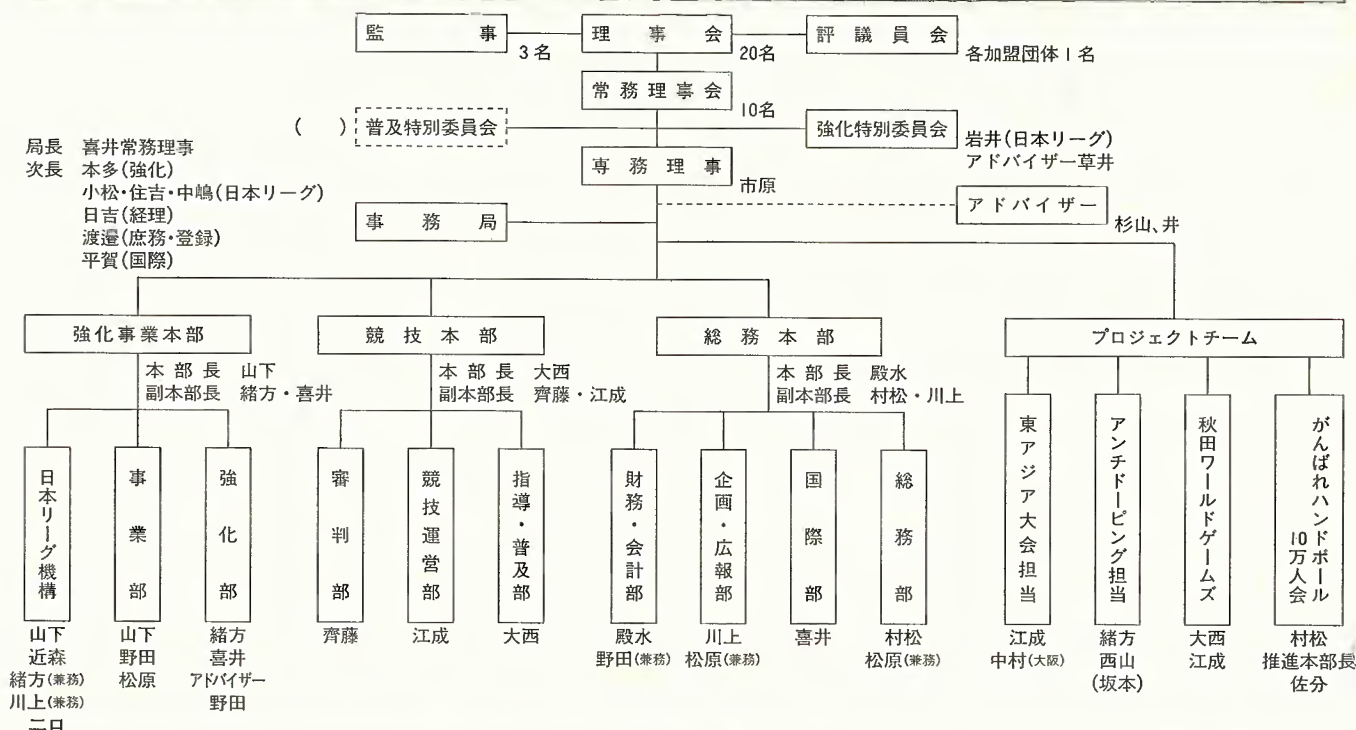 監事
3名
理事会
20名
評議員会
各加盟団体1名
常務理事会
10名
( )
普及特別委員会
強化特別委員会
岩井(日本リーグ)
アドバイザー草井
専務理事
市原
アドバイザー
杉山、井
事務局
局長 喜井常務理事
次長 本多(強化)
小松・住吉・中嶋(日本リーグ)
日吉(経理)
渡邉(庶務・登録)
平賀(国際)
強化事業本部
本部長 山下
副本部長 緒方・喜井
競技本部
本部長 大西
副本部長 齊藤・江成
総務本部
本部長 殿水
副本部長 村松・川上
プロジェクトチーム
日本リーグ機構
山下
近森
緒方(兼務)
川上(兼務)
事業部
山下
野田
松原
強化部
緒方
喜井
アドバイザー
野田
審判部
齊藤
競技運営部
江成
指導・普及部
大西
財務・会計部
殿水
野田(兼務)
企画・広報部
川上
松原(兼務)
国際部
喜井
総務部
村松
松原(兼務)
東アジア大会担当
江成
中村(大阪)
アンチドーピング担当
緒方
西山
(坂本)
秋田ワールドゲームズ
大西
江成
がんばれハンドボール
10万人会
村松
推進本部長
佐分